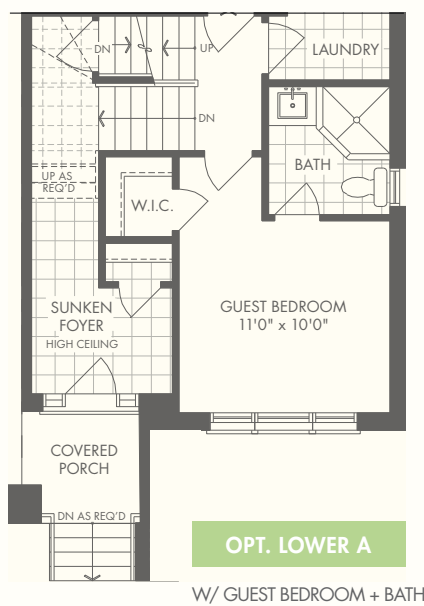 DN
UP
LAUNDRY
DN
BATH
UP AS
REQ'D
W.I.C.
SUNKEN
FOYER
HIGH CEILING
GUEST BEDROOM
11'0" x 10'0"
COVERED
PORCH
DN AS REQ'D
OPT. LOWER A
W/ GUEST BEDROOM + BATH